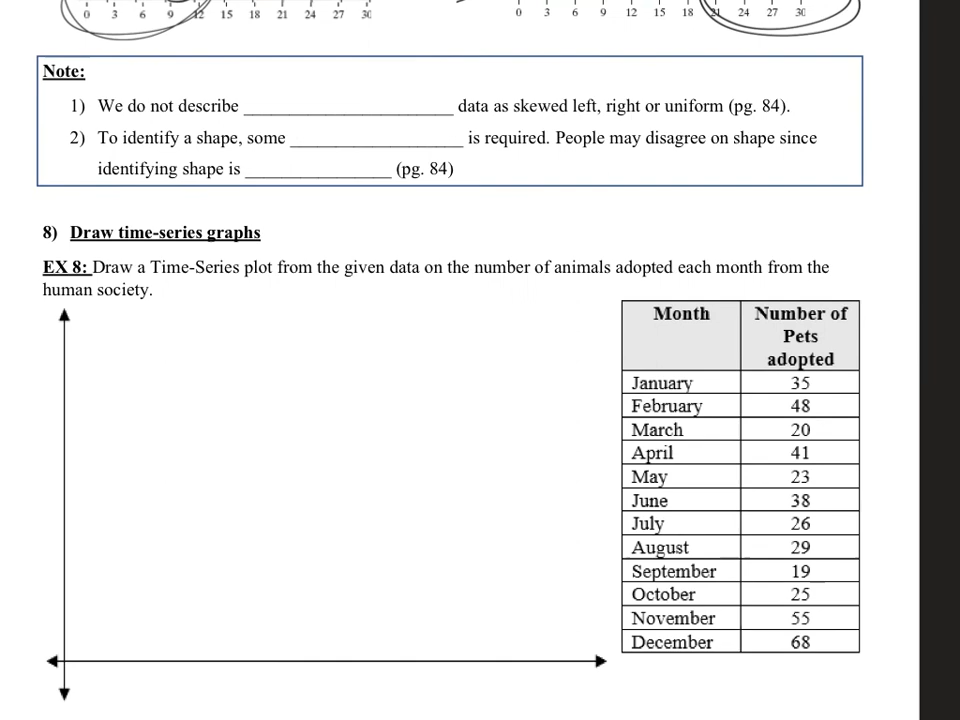 0 3 6 9 12 15 18 21 24 27 30
0 3 6 9 12 15 18 21 24 27 30
Note:
1) We do not describe _______________________ data as skewed left, right or uniform (pg. 84).
2) To identify a shape, some ___________________ is required. People may disagree on shape since
identifying shape is ________________ (pg. 84)
8) Draw time-series graphs
EX 8: Draw a Time-Series plot from the given data on the number of animals adopted each month from the
human society.
Month Number of
Pets
adopted
January 35
February 48
March 20
April 41
May 23
June 38
July 26
August 29
September 19
October 25
November 55
December 68